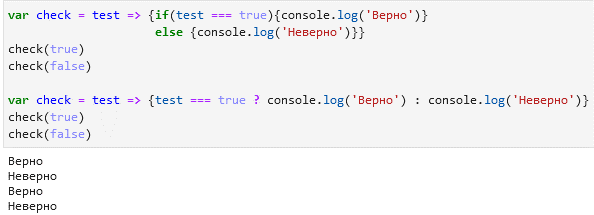 var check = test => {if(test === true){console.log('Верно')}
else {console.log('Неверно')}}
check(true)
check(false)
var check = test => {test === true ? console.log('Верно') : console.log('Неверно')}
check(true)
check(false)
Верно
Неверно
Верно
Неверно